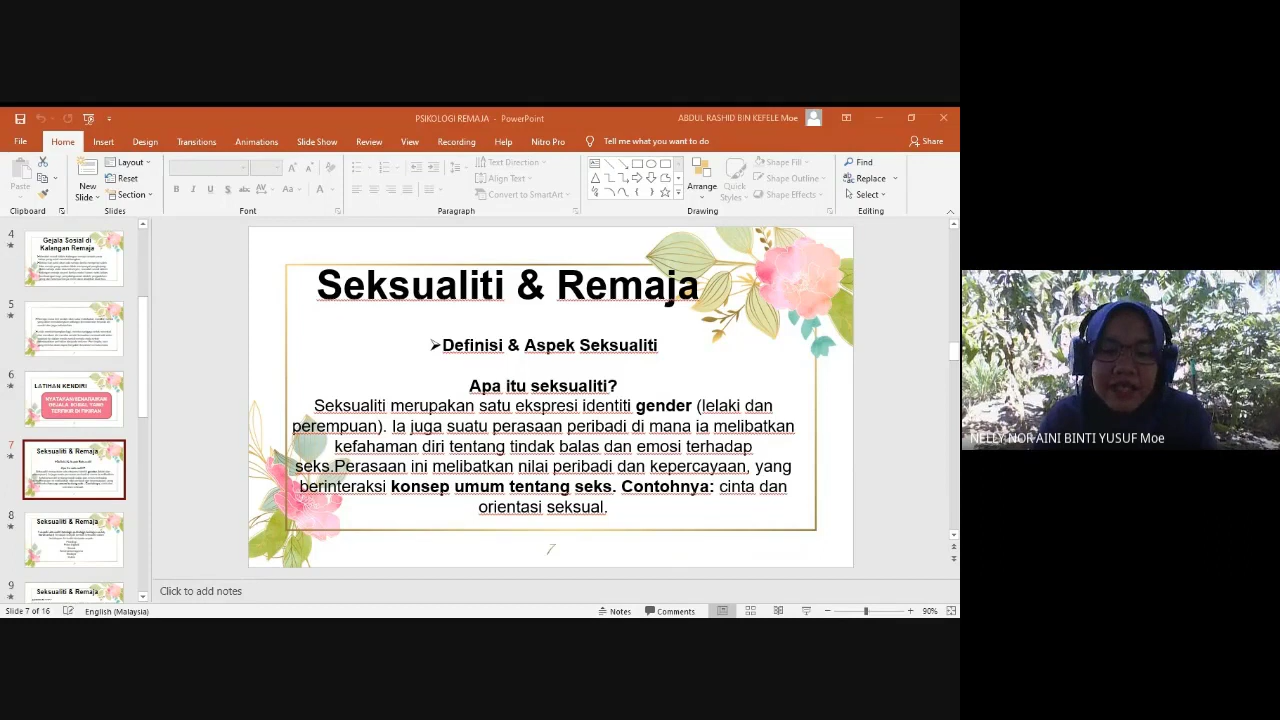 PSIKOLOGI REMAJA - PowerPoint
ABDUL RASHID BIN KEFELE Moe
File Home Insert Design Transitions Animations Slide Show Review View Recording Help Nitro Pro Tell me what you want to do Share
Paste
Clipboard
New Slide
Layout
Reset
Section
Slides
Font
Text Direction
Align Text
Convert to SmartArt
Paragraph
Arrange
Quick Styles
Shape Fill
Shape Outline
Shape Effects
Drawing
Find
Replace
Select
Editing
4
Gejala Sosial di
Kalangan Remaja
5
6
LATIHAN KENDIRI
7
Seksualiti & Remaja
8
Seksualiti & Remaja
9
Seksualiti & Remaja
Seksualiti & Remaja
➢Definisi & Aspek Seksualiti
Apa itu seksualiti?
Seksualiti merupakan satu ekspresi identiti gender (lelaki dan
perempuan). Ia juga suatu perasaan peribadi di mana ia melibatkan
kefahaman diri tentang tindak balas dan emosi terhadap
seks.Perasaan ini melibatkan nilai peribadi dan kepercayaan, yang
berinteraksi konsep umum tentang seks. Contohnya: cinta dan
orientasi seksual.
7
Click to add notes
Slide 7 of 16 English (Malaysia) Notes Comments 90%
NELLY NOR AINI BINTI YUSUF Moe